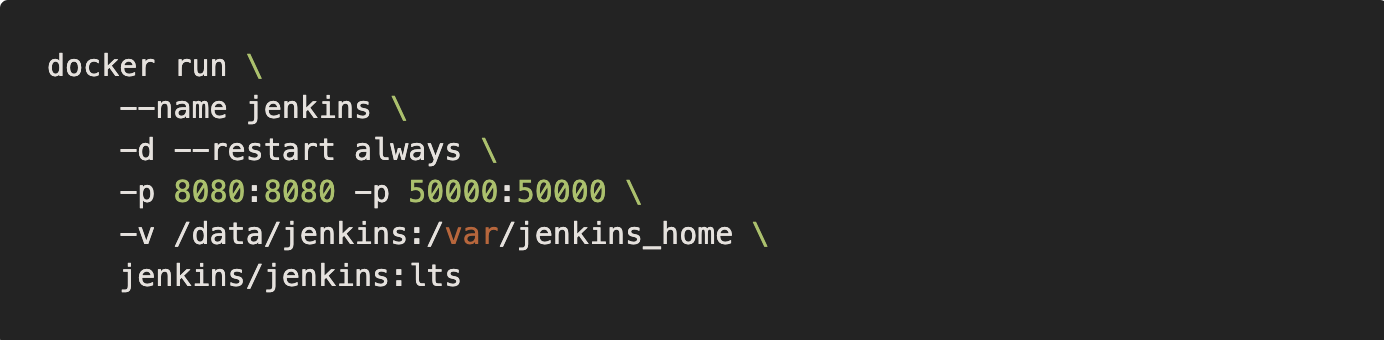 docker run \
    --name jenkins \
    -d --restart always \
    -p 8080:8080 -p 50000:50000 \
    -v /data/jenkins:/var/jenkins_home \
    jenkins/jenkins:lts